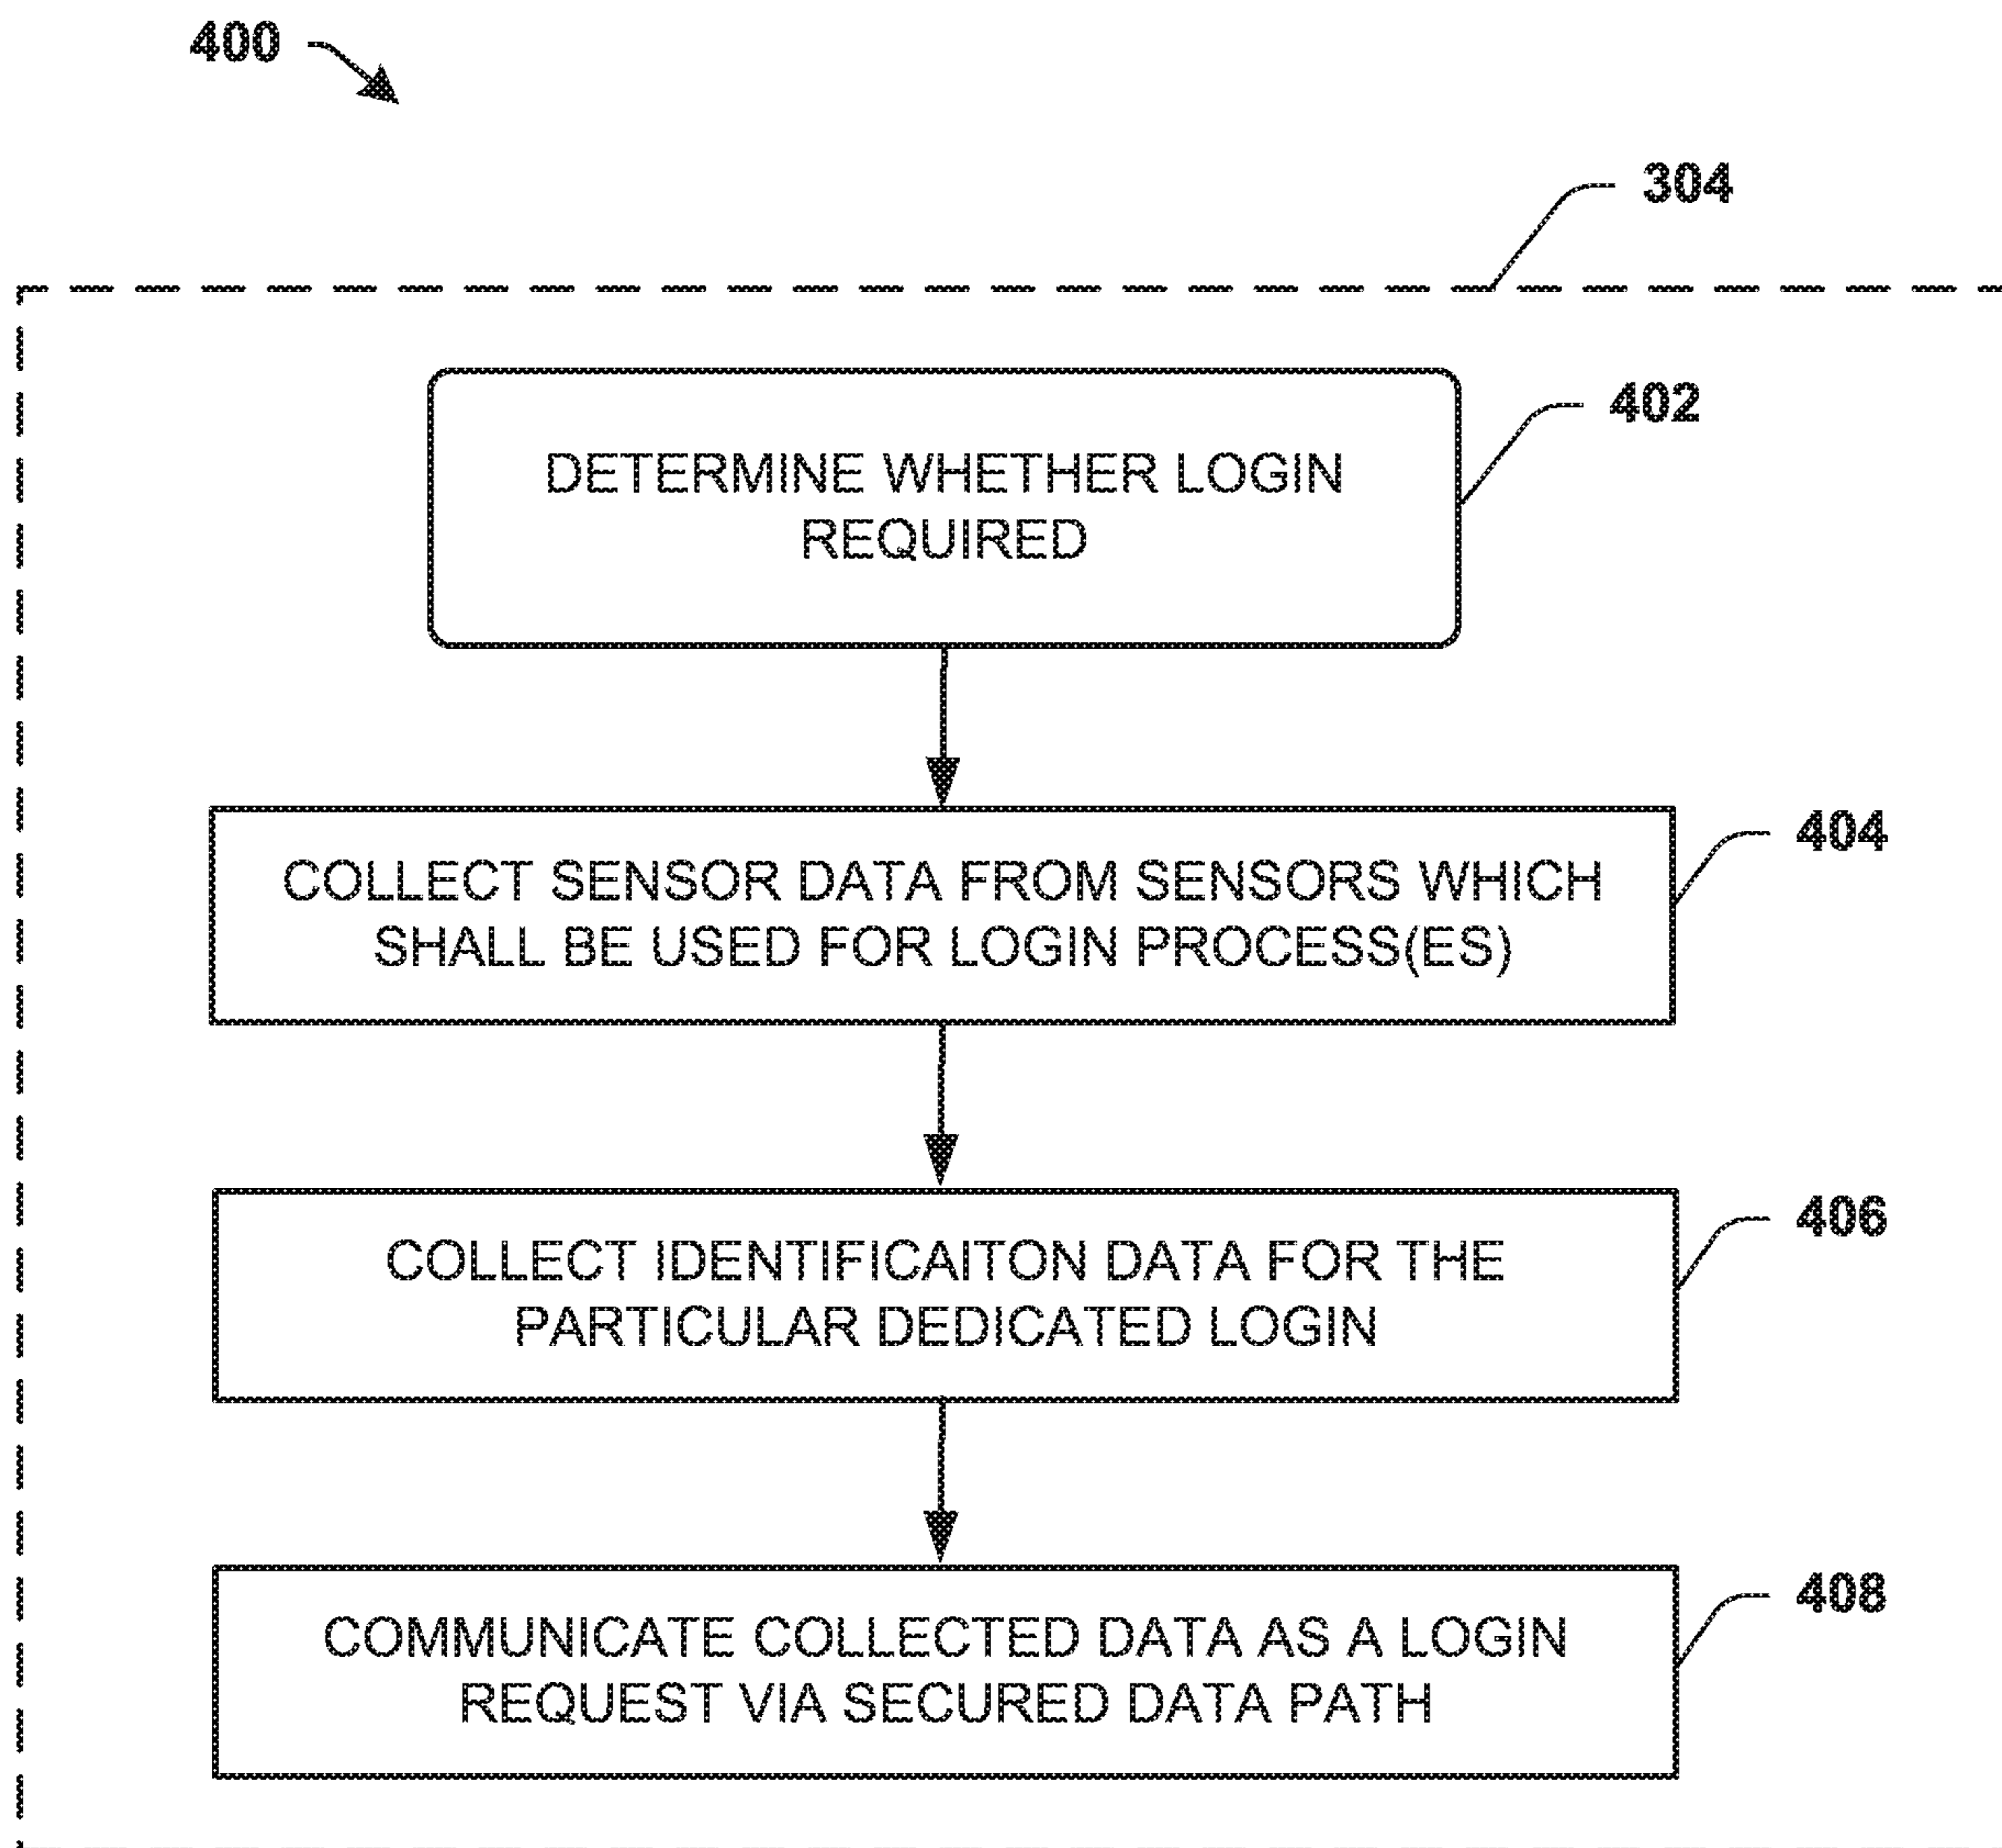 400
304
402
DETERMINE WHETHER LOGIN
REQUIRED
404
COLLECT SENSOR DATA FROM SENSORS WHICH
SHALL BE USED FOR LOGIN PROCESS(ES)
406
COLLECT IDENTIFICAITON DATA FOR THE
PARTICULAR DEDICATED LOGIN
408
COMMUNICATE COLLECTED DATA AS A LOGIN
REQUEST VIA SECURED DATA PATH